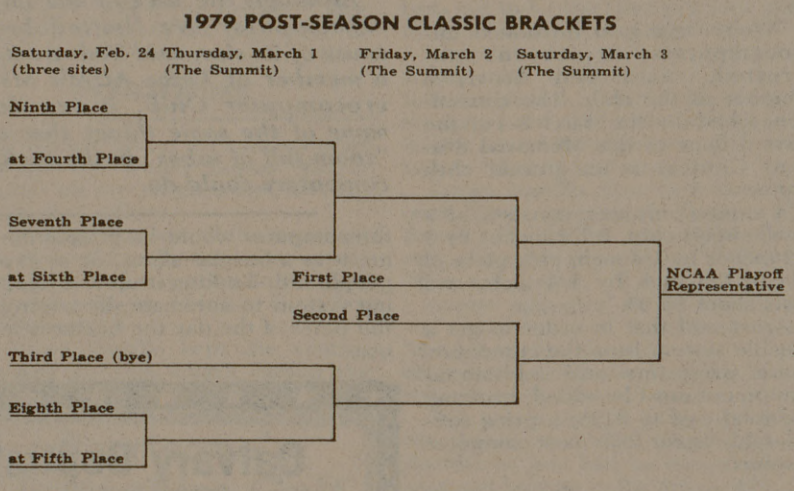 1979 POST-SEASON CLASSIC BRACKETS
Saturday, Feb. 24 Thursday, March 1 Friday, March 2 Saturday, March 3
(three sites) (The Summit) (The Summit) (The Summit)
Ninth Place
at Fourth Place
Seventh Place
at Sixth Place
First Place
NCAA Playoff
Representative
Second Place
Third Place (bye)
Eighth Place
at Fifth Place